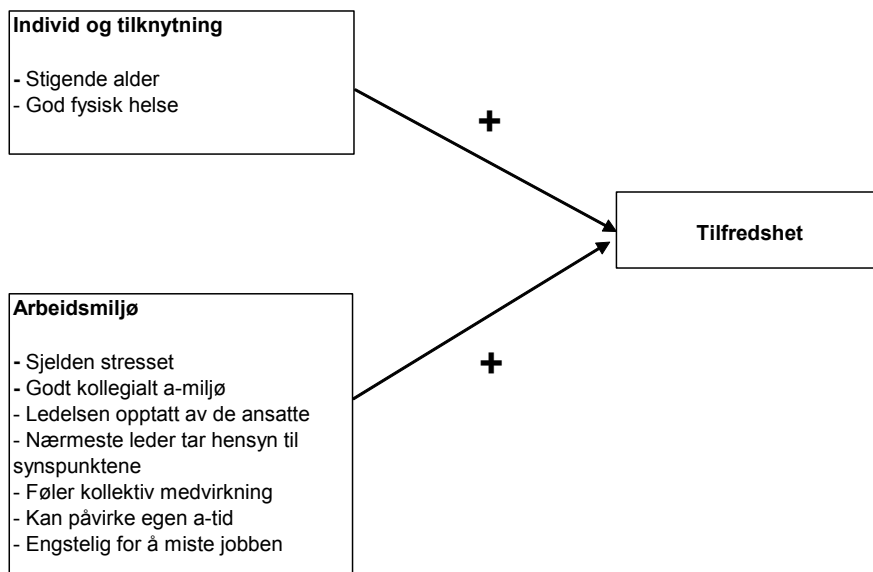 Individ og tilknytning
- Stigende alder
- God fysisk helse
+
Tilfredshet
Arbeidsmiljø
- Sjelden stresset
- Godt kollegialt a-miljø
- Ledelsen opptatt av de ansatte
- Nærmeste leder tar hensyn til
synspunktene
- Føler kollektiv medvirkning
- Kan påvirke egen a-tid
- Engstelig for å miste jobben
+